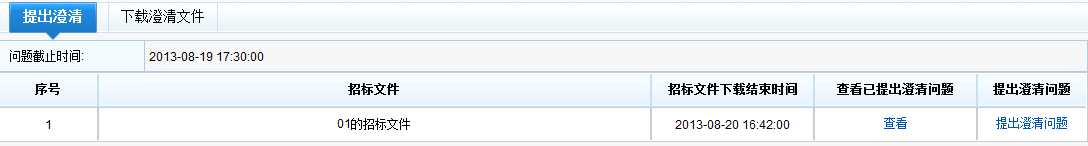 提出澄清 下载澄清文件
问题截止时间: 2013-08-19 17:30:00
序号 招标文件 招标文件下载结束时间 查看已提出澄清问题 提出澄清问题
1 01的招标文件 2013-08-20 16:42:00 查看 提出澄清问题